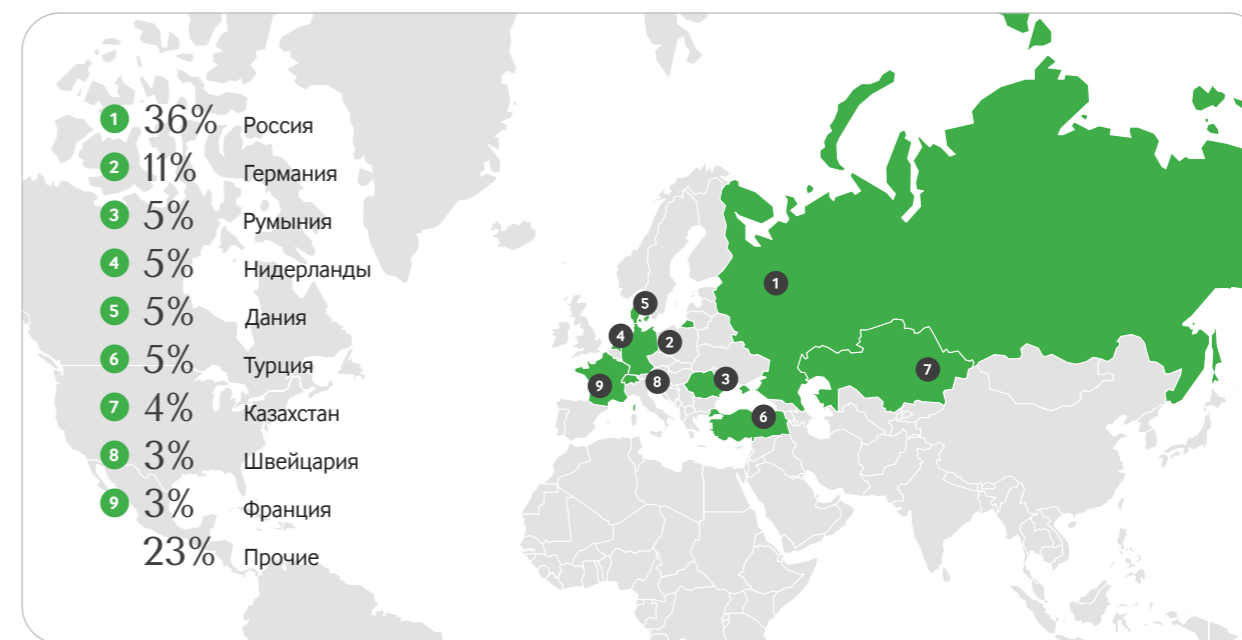 1 36% Россия
2 11% Германия
3 5% Румыния
4 5% Нидерланды
5 5% Дания
6 5% Турция
7 4% Казахстан
8 3% Швейцария
9 3% Франция
23% Прочие
5
1
4
2
7
3
8
9
6